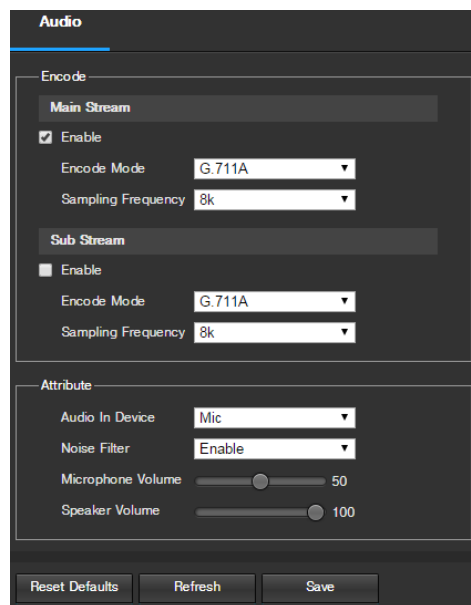 Audio
Encode
Main Stream
Enable
Encode Mode G.711A
Sampling Frequency 8k
Sub Stream
Enable
Encode Mode G.711A
Sampling Frequency 8k
Attribute
Audio In Device Mic
Noise Filter Enable
Microphone Volume 50
Speaker Volume 100
Reset Defaults Refresh Save